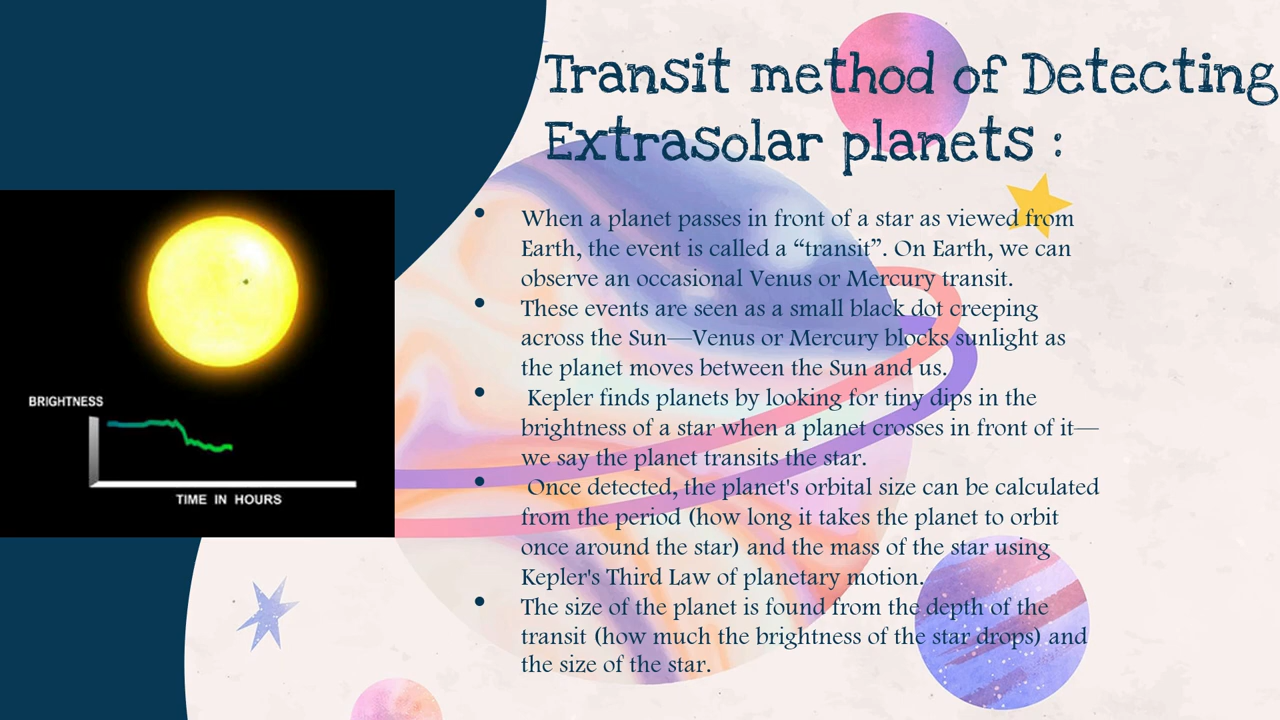 Transit method of Detecting
Extrasolar planets :
• When a planet passes in front of a star as viewed from
Earth, the event is called a “transit”. On Earth, we can
observe an occasional Venus or Mercury transit.
• These events are seen as a small black dot creeping
across the Sun—Venus or Mercury blocks sunlight as
the planet moves between the Sun and us.
• Kepler finds planets by looking for tiny dips in the
brightness of a star when a planet crosses in front of it—
we say the planet transits the star.
• Once detected, the planet's orbital size can be calculated
from the period (how long it takes the planet to orbit
once around the star) and the mass of the star using
Kepler's Third Law of planetary motion.
• The size of the planet is found from the depth of the
transit (how much the brightness of the star drops) and
the size of the star.
BRIGHTNESS
TIME IN HOURS